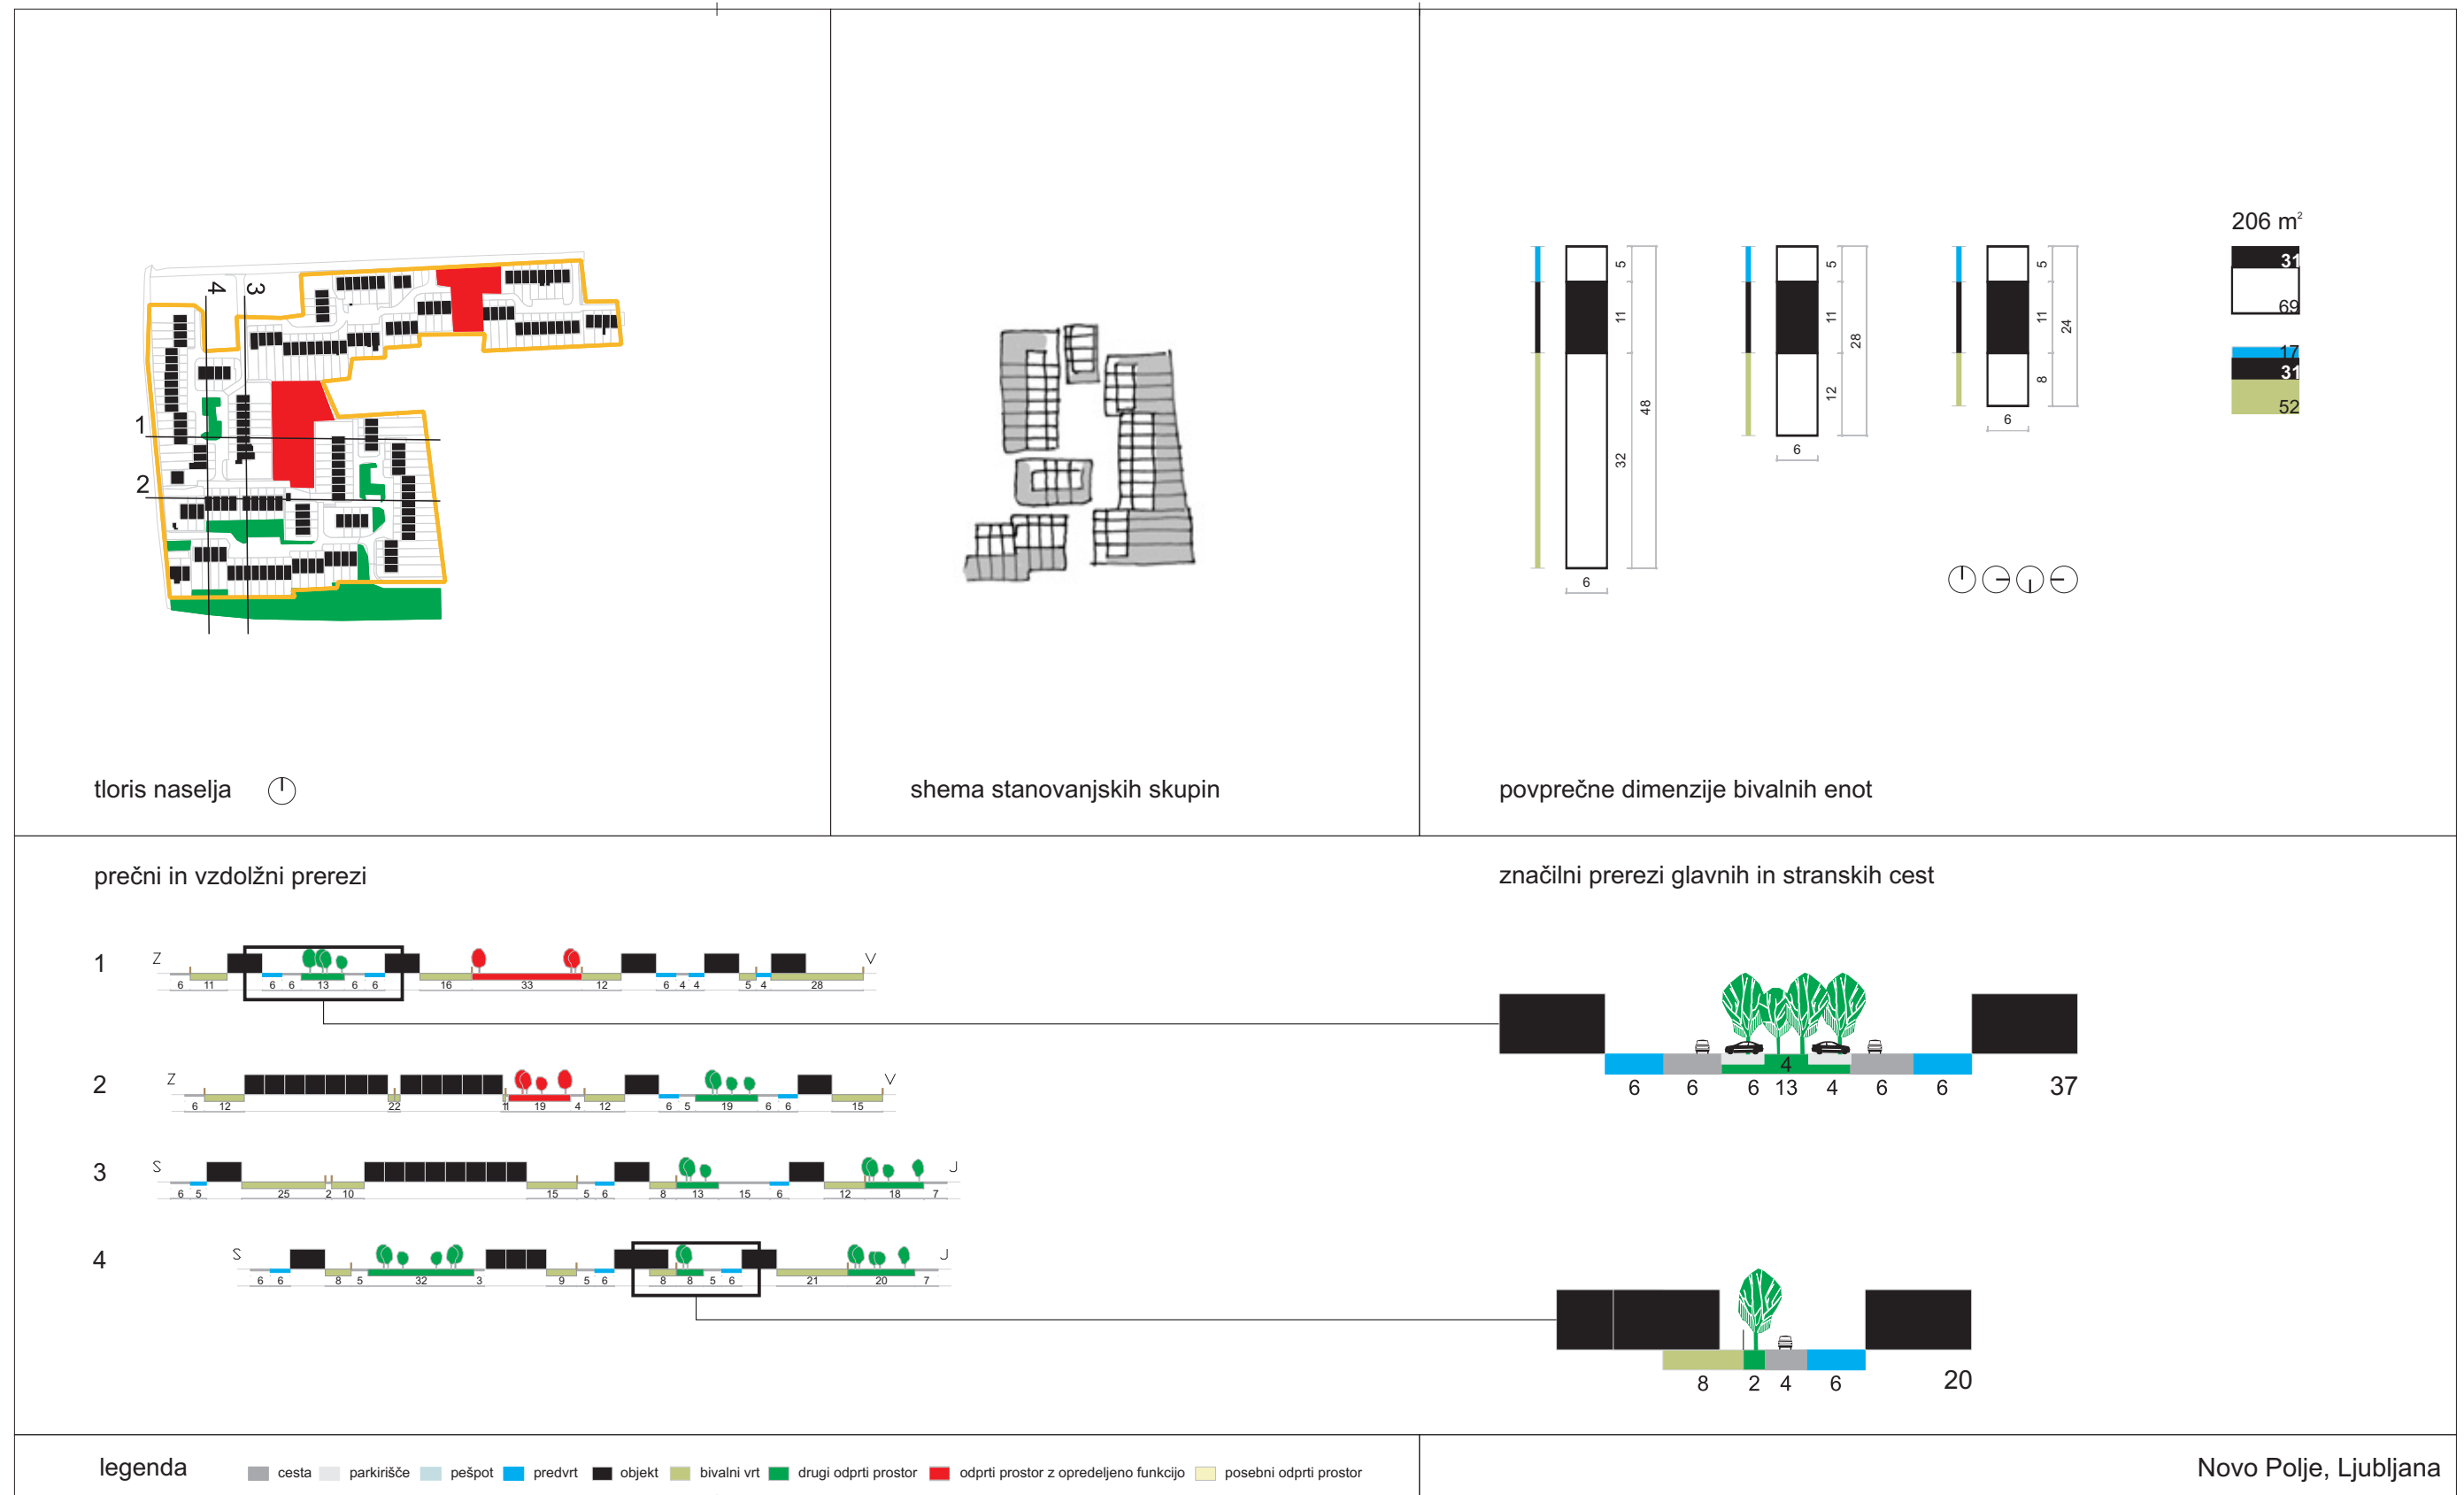 4 3
1
2
tloris naselja
shema stanovanjskih skupin
5 11 32 48 6
5 11 12 28 6
5 11 8 24 6
206 m²
31
69
17
31
52
povprečne dimenzije bivalnih enot
prečni in vzdolžni prerezi
1 Z V
6 11 6 6 13 6 6 16 33 12 6 4 4 5 4 28
2 Z V
6 12 22 11 19 4 12 6 5 19 6 6 15
3 S J
6 5 25 2 10 15 5 6 8 13 15 6 12 18 7
4 S J
6 6 8 5 32 3 9 5 6 8 8 5 6 21 20 7
značilni prerezi glavnih in stranskih cest
4
6 6 6 13 4 6 6 37
8 2 4 6 20
legenda cesta parkirišče pešpot predvrt objekt bivalni vrt drugi odprti prostor odprti prostor z opredeljeno funkcijo posebni odprti prostor
Novo Polje, Ljubljana